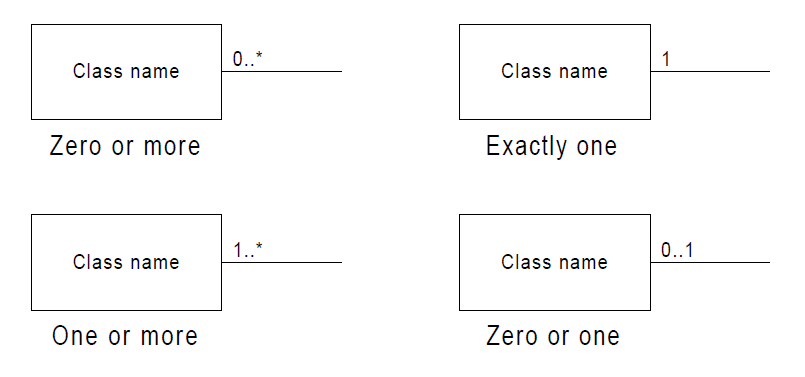 Class name 0..*
Zero or more
Class name 1
Exactly one
Class name 1..*
One or more
Class name 0..1
Zero or one